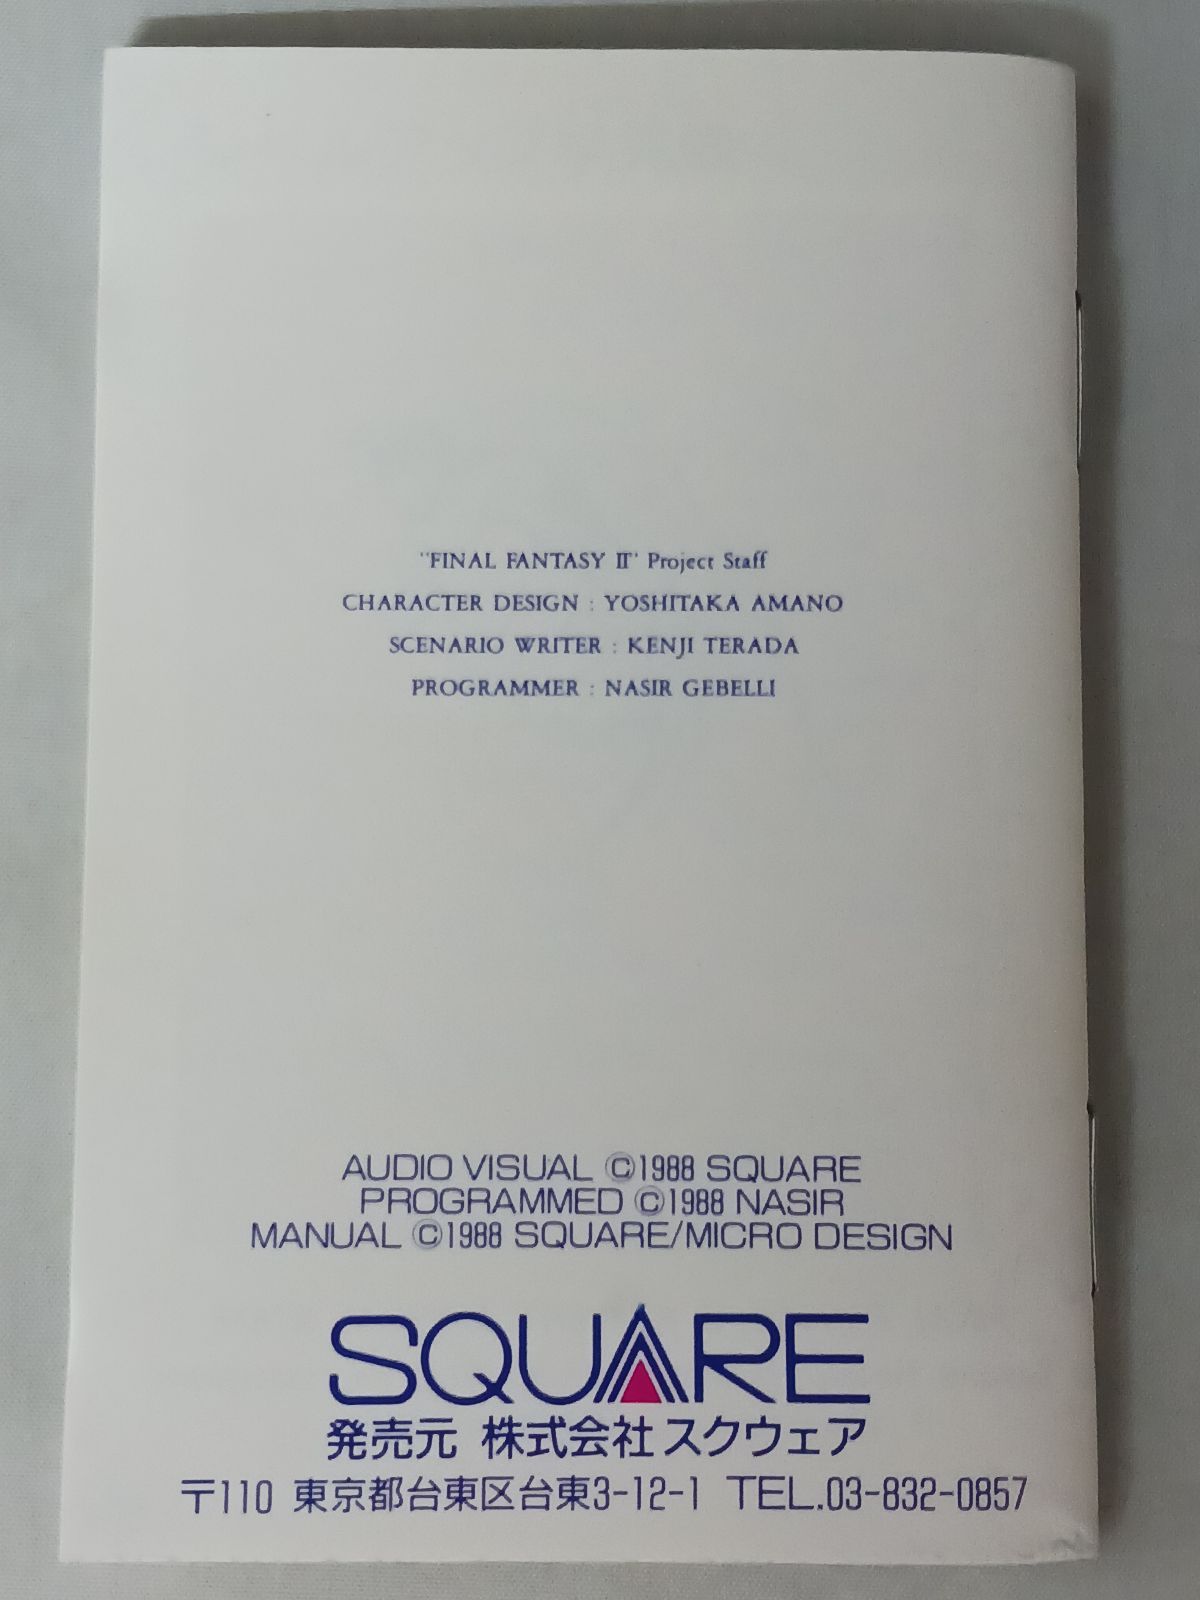 "FINAL FANTASY II" Project Staff
CHARACTER DESIGN : YOSHITAKA AMANO
SCENARIO WRITER : KENJI TERADA
PROGRAMMER : NASIR GEBELLI
AUDIO VISUAL ©1988 SQUARE
PROGRAMMED ©1988 NASIR
MANUAL ©1988 SQUARE/MICRO DESIGN
SQUARE
発売元 株式会社スクウェア
〒110 東京都台東区台東3-12-1 TEL.03-832-0857